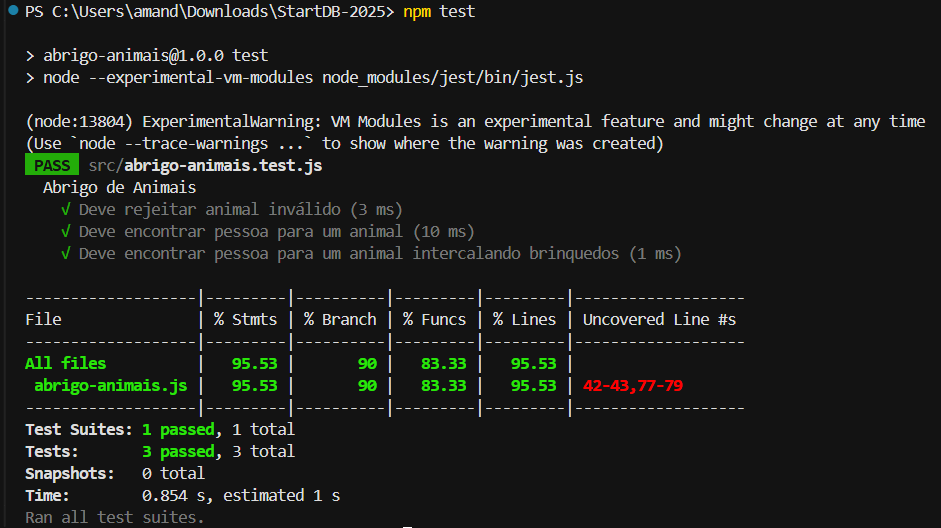 PS C:\Users\amand\Downloads\StartDB-2025> npm test
> abrigo-animais@1.0.0 test
> node --experimental-vm-modules node_modules/jest/bin/jest.js
(node:13804) ExperimentalWarning: VM Modules is an experimental feature and might change at any time
(Use `node --trace-warnings ...` to show where the warning was created)
PASS src/abrigo-animais.test.js
Abrigo de Animais
√ Deve rejeitar animal inválido (3 ms)
√ Deve encontrar pessoa para um animal (10 ms)
√ Deve encontrar pessoa para um animal intercalando brinquedos (1 ms)
-------------------|---------|----------|---------|---------|-------------------
File               | % Stmts | % Branch | % Funcs | % Lines | Uncovered Line #s
-------------------|---------|----------|---------|---------|-------------------
All files          |   95.53 |       90 |   83.33 |   95.53 |
 abrigo-animais.js |   95.53 |       90 |   83.33 |   95.53 | 42-43,77-79
-------------------|---------|----------|---------|---------|-------------------
Test Suites: 1 passed, 1 total
Tests:       3 passed, 3 total
Snapshots:   0 total
Time:        0.854 s, estimated 1 s
Ran all test suites.